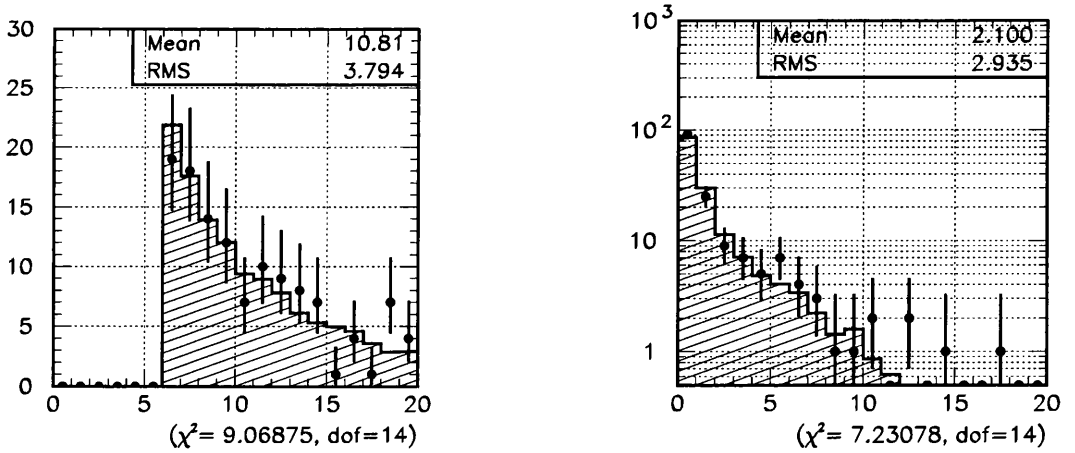 30
25
20
15
10
5
0
Mean 10.81
RMS 3.794
0 5 10 15 20
(χ²= 9.06875, dof=14)
10³
10²
10
1
Mean 2.100
RMS 2.935
0 5 10 15 20
(χ²= 7.23078, dof=14)